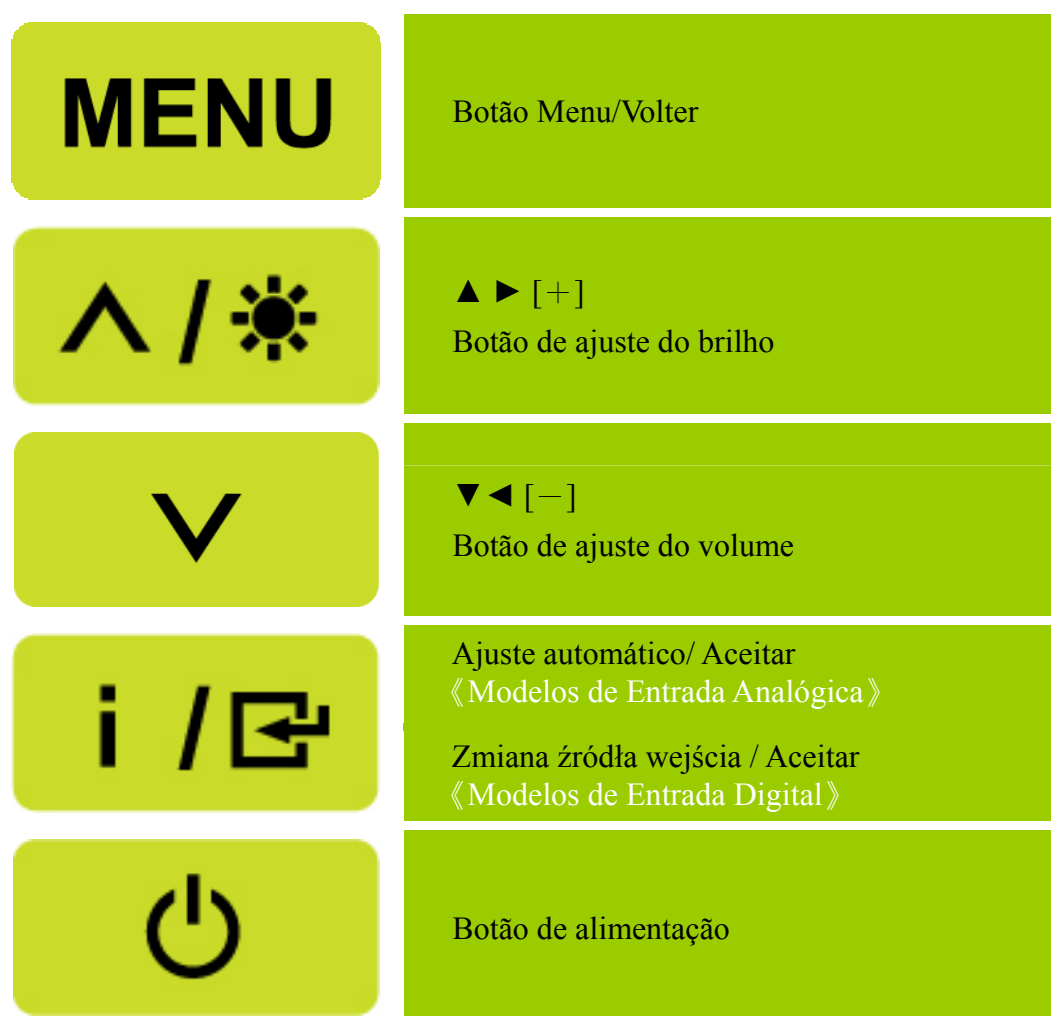 MENU
Botão Menu/Volter
/
▲ ► [＋]
Botão de ajuste do brilho
▼◄ [－]
Botão de ajuste do volume
i /
Ajuste automático/ Aceitar
《Modelos de Entrada Analógica》
Zmiana źródła wejścia / Aceitar
《Modelos de Entrada Digital》
Botão de alimentação